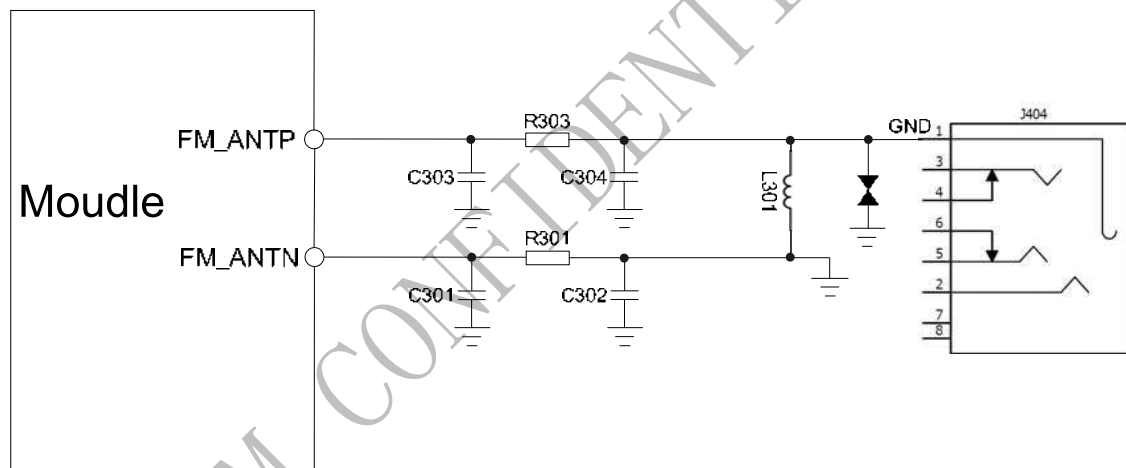 J404
R303
GND 1
FM_ANTP
3
C303
C304
L301
4
Moudle
6
R301
FM_ANTN
5
C301
C302
2
7
8
M CONFIDENT